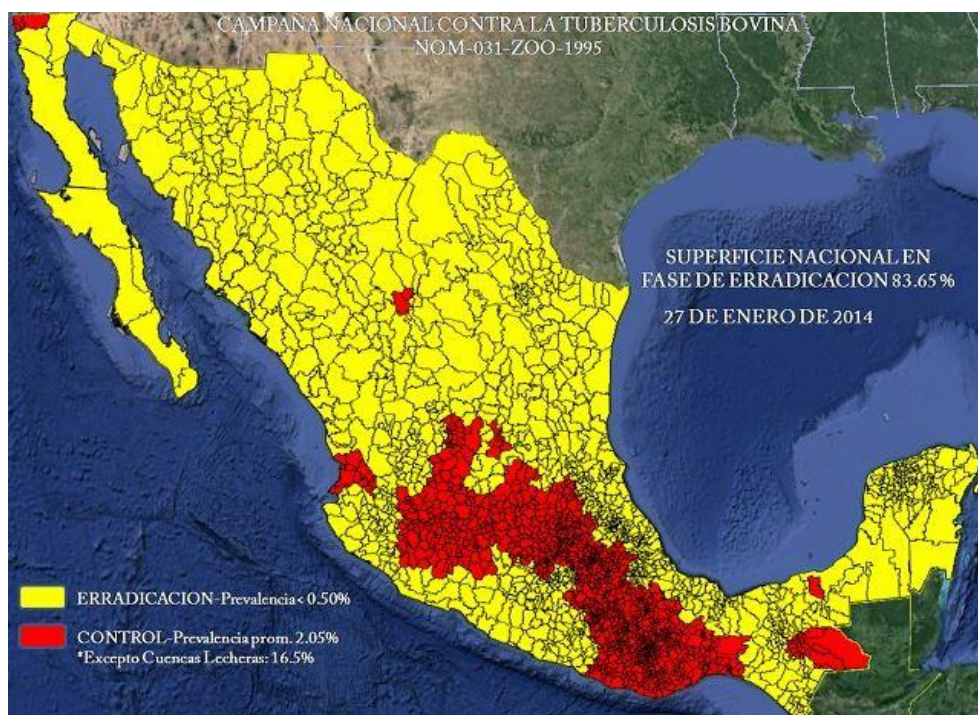 CAMPAÑA NACIONAL CONTRA LA TUBERCULOSIS BOVINA
NOM-031-ZOO-1995
SUPERFICIE NACIONAL EN
FASE DE ERRADICACION 83.65%
27 DE ENERO DE 2014
ERRADICACION-Prevalencia< 0.50%
CONTROL-Prevalencia prom. 2.05%
*Excepto Cuencas Lecheras: 16.5%